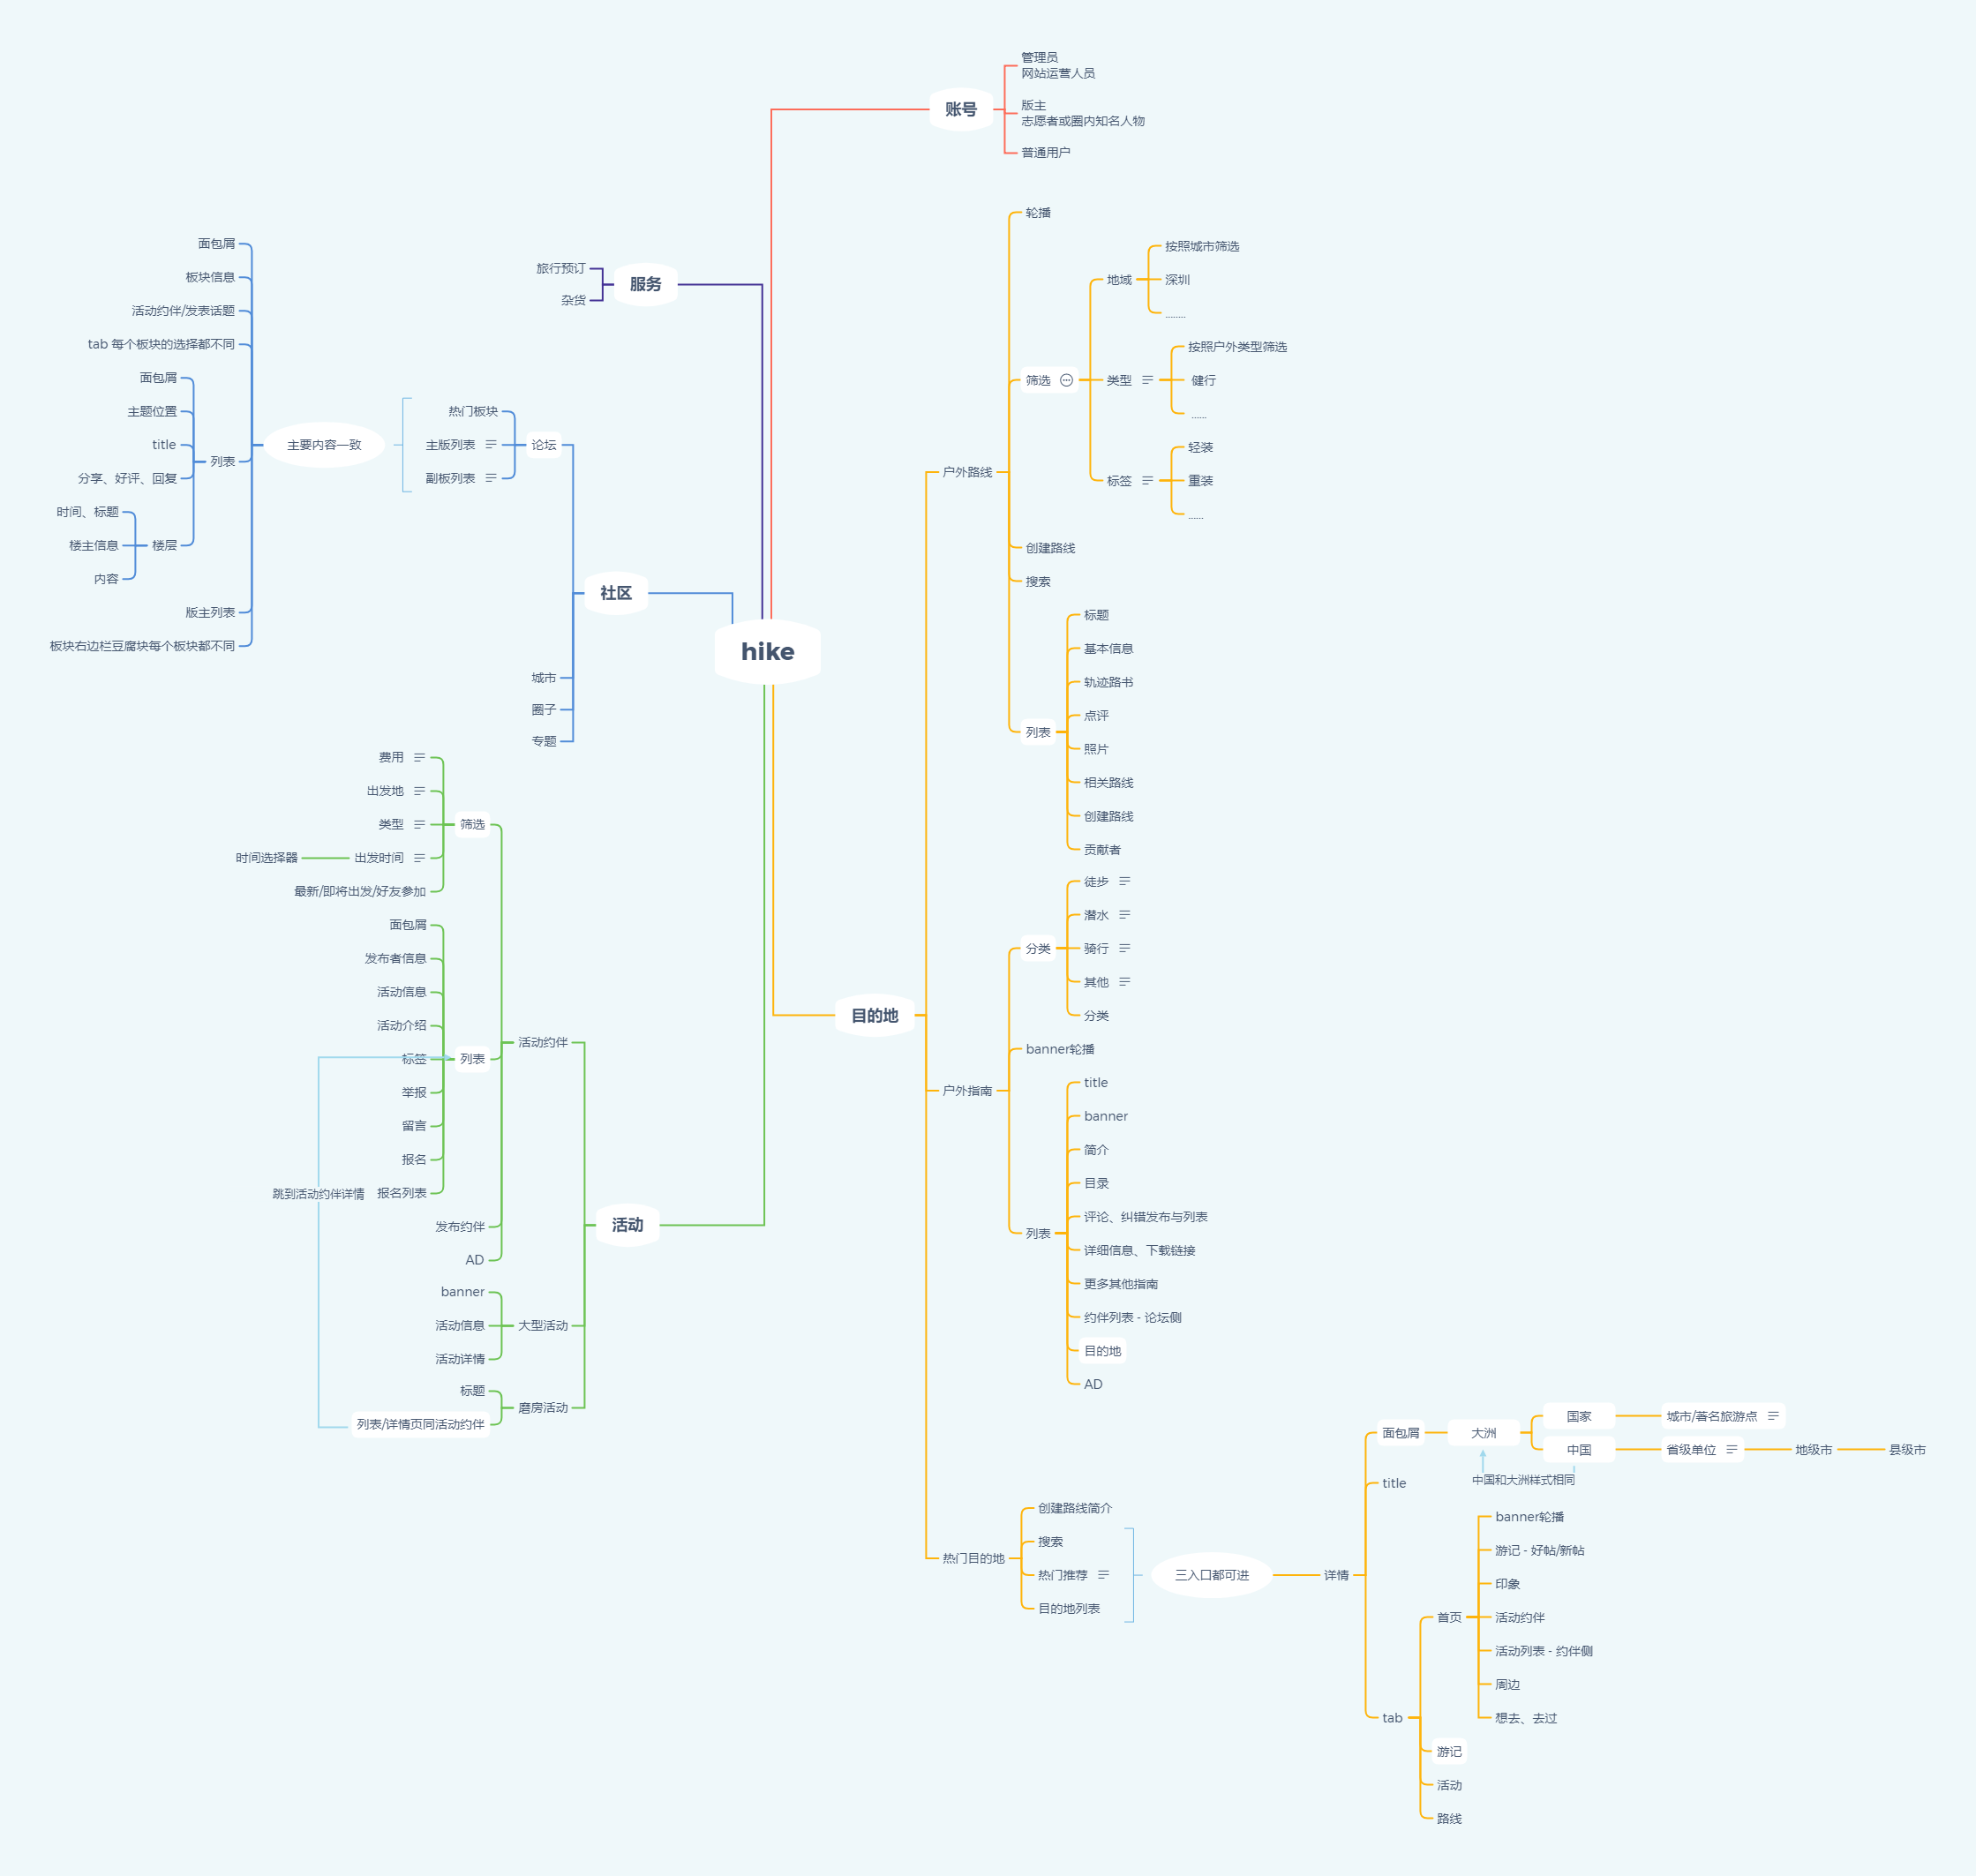 hike
账号
管理员
网站运营人员
版主
志愿者或圈内知名人物
普通用户
服务
旅行预订
杂货
社区
论坛
热门板块
主版列表
副板列表
主要内容一致
面包屑
板块信息
活动约伴/发表话题
tab 每个板块的选择都不同
列表
面包屑
主题位置
title
分享、好评、回复
楼层
时间、标题
楼主信息
内容
版主列表
板块右边栏豆腐块每个板块都不同
城市
圈子
专题
活动
活动约伴
筛选
费用
出发地
类型
出发时间
时间选择器
最新/即将出发/好友参加
列表
面包屑
发布者信息
活动信息
活动介绍
标签
举报
留言
报名
报名列表
跳到活动约伴详情
发布约伴
AD
大型活动
banner
活动信息
活动详情
磨房活动
标题
列表/详情页同活动约伴
目的地
户外路线
轮播
筛选
地域
按照城市筛选
深圳
........
类型
按照户外类型筛选
健行
......
标签
轻装
重装
......
创建路线
搜索
列表
标题
基本信息
轨迹路书
点评
照片
相关路线
创建路线
贡献者
户外指南
分类
徒步
潜水
骑行
其他
分类
banner轮播
列表
title
banner
简介
目录
评论、纠错发布与列表
详细信息、下载链接
更多其他指南
约伴列表 - 论坛侧
目的地
AD
热门目的地
创建路线简介
搜索
热门推荐
目的地列表
三入口都可进
详情
面包屑
大洲
国家
城市/著名旅游点
中国
省级单位
地级市
县级市
中国和大洲样式相同
title
tab
首页
banner轮播
游记 - 好帖/新帖
印象
活动约伴
活动列表 - 约伴侧
周边
想去、去过
游记
活动
路线